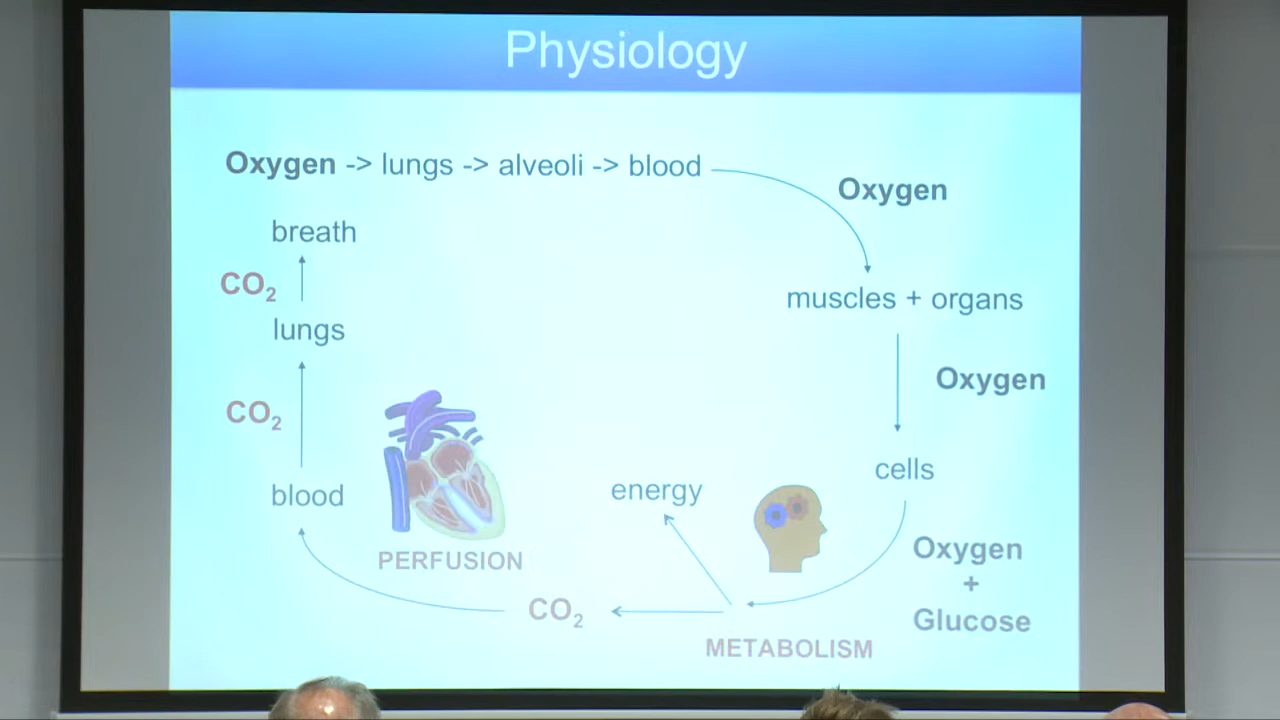 Physiology
Oxygen -> lungs -> alveoli -> blood
Oxygen
breath
CO₂
muscles + organs
lungs
Oxygen
CO₂
cells
energy
blood
Oxygen
+
Glucose
PERFUSION
CO₂
METABOLISM